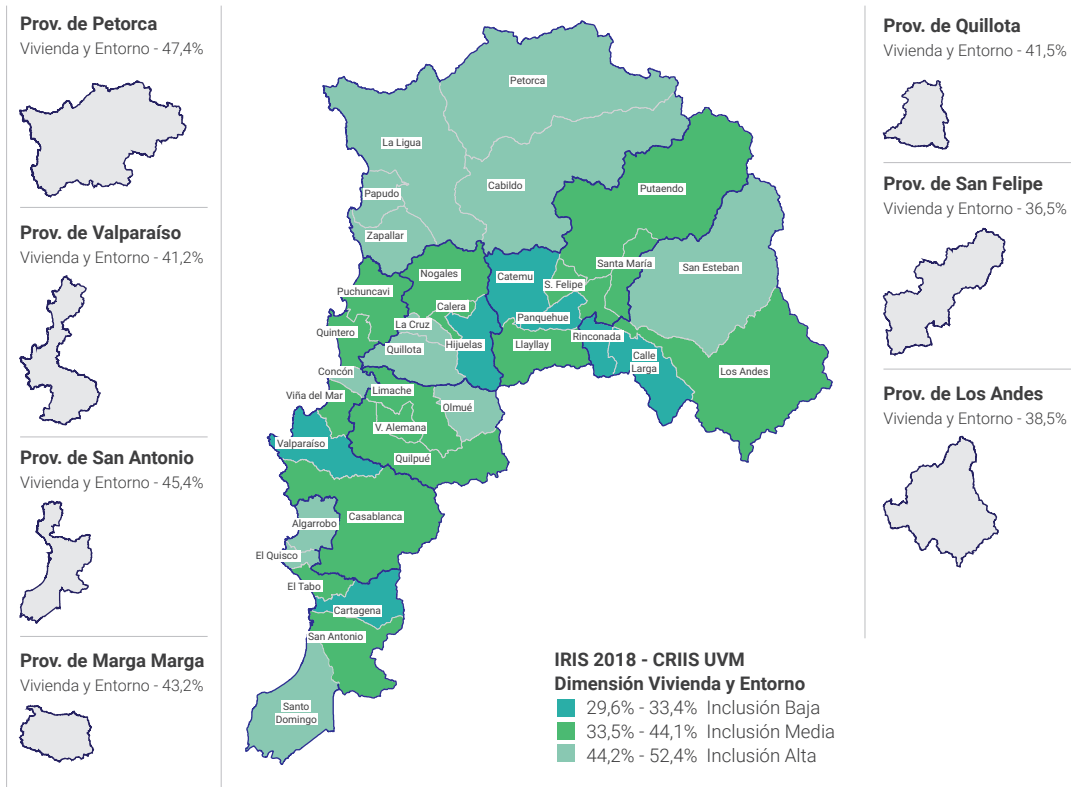 Prov. de Petorca
Vivienda y Entorno - 47,4%
Prov. de Valparaíso
Vivienda y Entorno - 41,2%
Prov. de San Antonio
Vivienda y Entorno - 45,4%
Prov. de Marga Marga
Vivienda y Entorno - 43,2%
Petorca
La Ligua
Cabildo
Papudo
Putaendo
Zapallar
Santa María
San Esteban
Nogales
Catemu
S. Felipe
Puchuncavi
Calera
Panquehue
La Cruz
Quintero
Rinconada
Quillota
Hijuelas
Llayllay
Calle
Larga
Los Andes
Concón
Limache
Viña del Mar
Olmué
V. Alemana
Valparaíso
Quilpué
Casablanca
Algarrobo
El Quisco
El Tabo
Cartagena
San Antonio
Santo
Domingo
IRIS 2018 - CRIIS UVM
Dimensión Vivienda y Entorno
29,6% - 33,4% Inclusión Baja
33,5% - 44,1% Inclusión Media
44,2% - 52,4% Inclusión Alta
Prov. de Quillota
Vivienda y Entorno - 41,5%
Prov. de San Felipe
Vivienda y Entorno - 36,5%
Prov. de Los Andes
Vivienda y Entorno - 38,5%